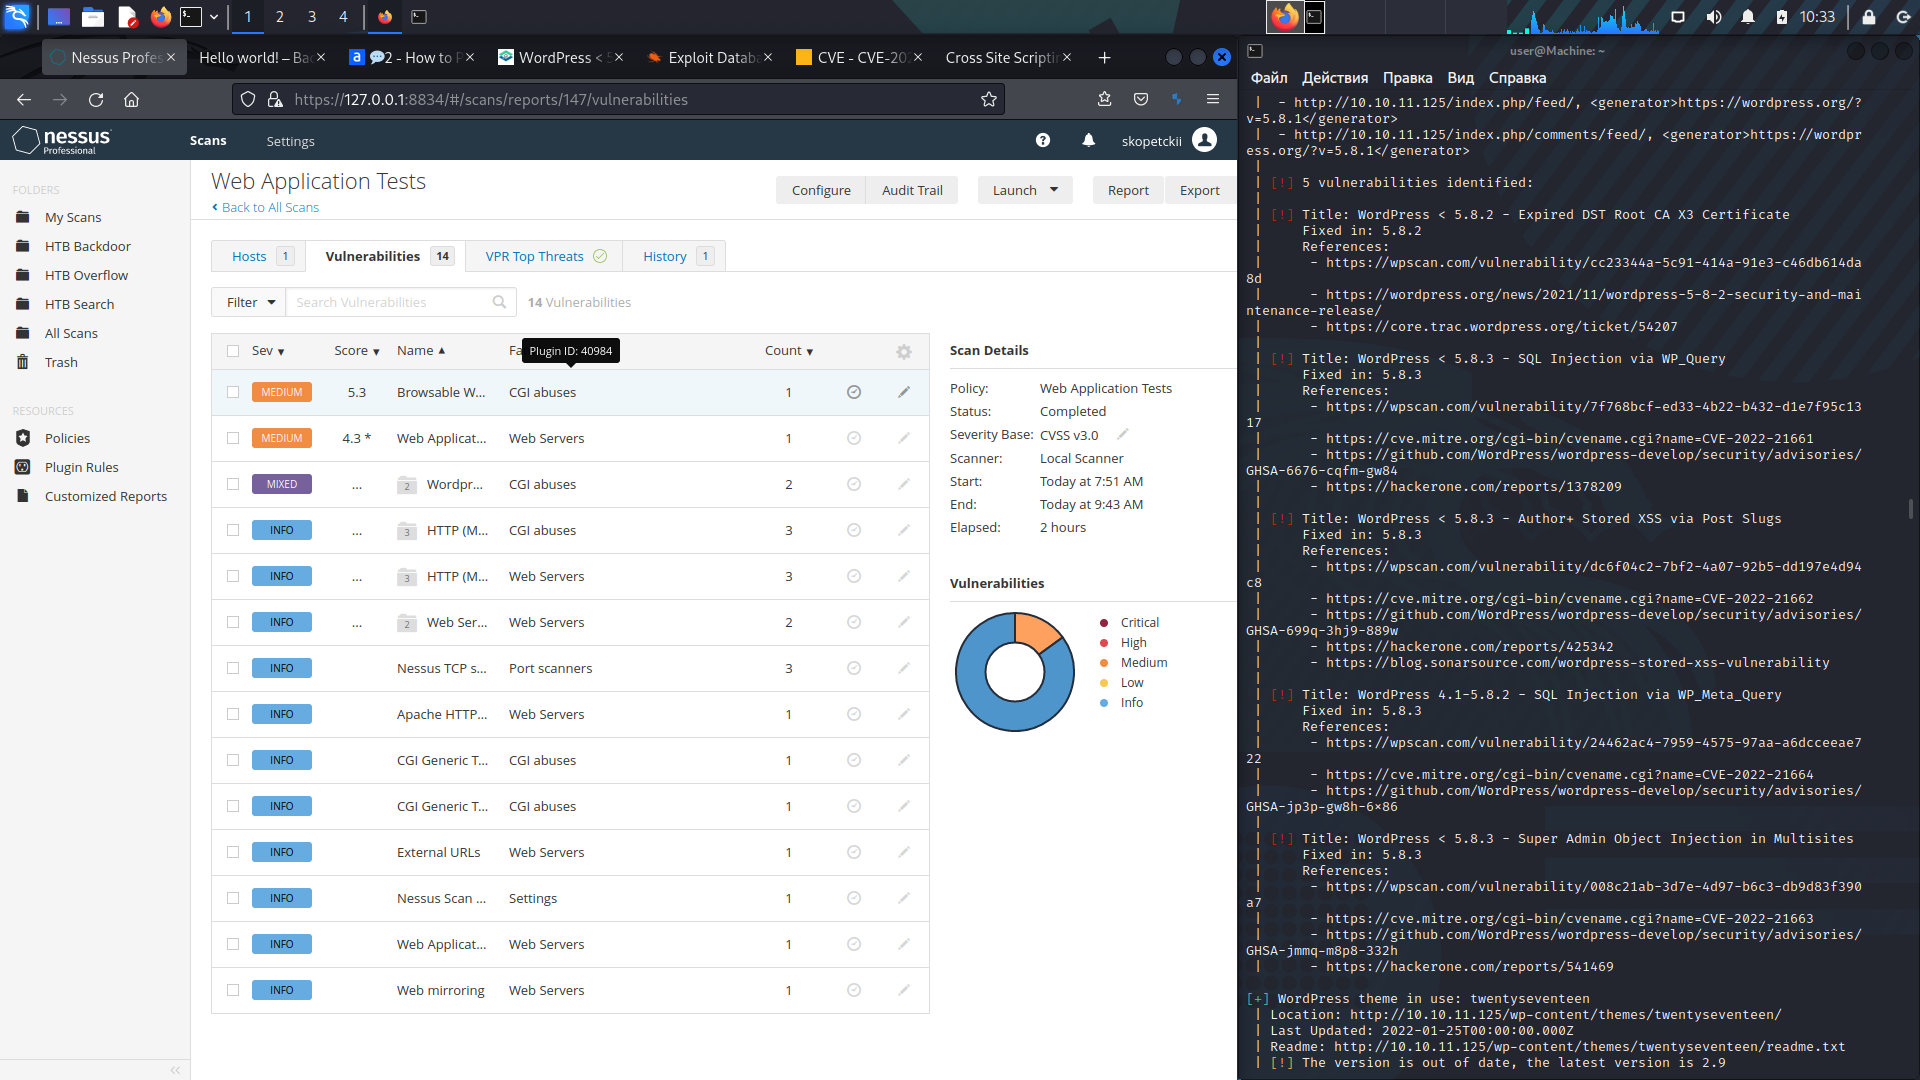 1
2
3
4
10:33
Nessus Profes
Hello world! – Ba
2 - How to P
WordPress < 5
Exploit Datab
CVE - CVE-20
Cross Site Scriptin
https://127.0.0.1:8834/#/scans/reports/147/vulnerabilities
nessus
Professional
Scans
Settings
skopetckii
FOLDERS
My Scans
HTB Backdoor
HTB Overflow
HTB Search
All Scans
Trash
RESOURCES
Policies
Plugin Rules
Customized Reports
Web Application Tests
Back to All Scans
Configure
Audit Trail
Launch
Report
Export
Hosts 1
Vulnerabilities 14
VPR Top Threats
History 1
Filter
Search Vulnerabilities
14 Vulnerabilities
Sev Score Name Fa Count
Plugin ID: 40984
MEDIUM 5.3 Browsable W... CGI abuses 1
MEDIUM 4.3 * Web Applicat... Web Servers 1
MIXED ... 2 Wordpr... CGI abuses 2
INFO ... 3 HTTP (M... CGI abuses 3
INFO ... 3 HTTP (M... Web Servers 3
INFO ... 2 Web Ser... Web Servers 2
INFO Nessus TCP s... Port scanners 3
INFO Apache HTTP... Web Servers 1
INFO CGI Generic T... CGI abuses 1
INFO CGI Generic T... CGI abuses 1
INFO External URLs Web Servers 1
INFO Nessus Scan ... Settings 1
INFO Web Applicat... Web Servers 1
INFO Web mirroring Web Servers 1
Scan Details
Policy: Web Application Tests
Status: Completed
Severity Base: CVSS v3.0
Scanner: Local Scanner
Start: Today at 7:51 AM
End: Today at 9:43 AM
Elapsed: 2 hours
Vulnerabilities
Critical
High
Medium
Low
Info
user@Machine: ~
Файл Действия Правка Вид Справка
|  - http://10.10.11.125/index.php/feed/, <generator>https://wordpress.org/?
v=5.8.1</generator>
|  - http://10.10.11.125/index.php/comments/feed/, <generator>https://wordpr
ess.org/?v=5.8.1</generator>
|
| [!] 5 vulnerabilities identified:
|
| [!] Title: WordPress < 5.8.2 - Expired DST Root CA X3 Certificate
|     Fixed in: 5.8.2
|     References:
|      - https://wpscan.com/vulnerability/cc23344a-5c91-414a-91e3-c46db614da
8d
|      - https://wordpress.org/news/2021/11/wordpress-5-8-2-security-and-mai
ntenance-release/
|      - https://core.trac.wordpress.org/ticket/54207
|
| [!] Title: WordPress < 5.8.3 - SQL Injection via WP_Query
|     Fixed in: 5.8.3
|     References:
|      - https://wpscan.com/vulnerability/7f768bcf-ed33-4b22-b432-d1e7f95c13
17
|      - https://cve.mitre.org/cgi-bin/cvename.cgi?name=CVE-2022-21661
|      - https://github.com/WordPress/wordpress-develop/security/advisories/
GHSA-6676-cqfm-gw84
|      - https://hackerone.com/reports/1378209
|
| [!] Title: WordPress < 5.8.3 - Author+ Stored XSS via Post Slugs
|     Fixed in: 5.8.3
|     References:
|      - https://wpscan.com/vulnerability/dc6f04c2-7bf2-4a07-92b5-dd197e4d94
c8
|      - https://cve.mitre.org/cgi-bin/cvename.cgi?name=CVE-2022-21662
|      - https://github.com/WordPress/wordpress-develop/security/advisories/
GHSA-699q-3hj9-889w
|      - https://hackerone.com/reports/425342
|      - https://blog.sonarsource.com/wordpress-stored-xss-vulnerability
|
| [!] Title: WordPress 4.1-5.8.2 - SQL Injection via WP_Meta_Query
|     Fixed in: 5.8.3
|     References:
|      - https://wpscan.com/vulnerability/24462ac4-7959-4575-97aa-a6dcceeae7
22
|      - https://cve.mitre.org/cgi-bin/cvename.cgi?name=CVE-2022-21664
|      - https://github.com/WordPress/wordpress-develop/security/advisories/
GHSA-jp3p-gw8h-6×86
|
| [!] Title: WordPress < 5.8.3 - Super Admin Object Injection in Multisites
|     Fixed in: 5.8.3
|     References:
|      - https://wpscan.com/vulnerability/008c21ab-3d7e-4d97-b6c3-db9d83f390
a7
|      - https://cve.mitre.org/cgi-bin/cvename.cgi?name=CVE-2022-21663
|      - https://github.com/WordPress/wordpress-develop/security/advisories/
GHSA-jmmq-m8p8-332h
|      - https://hackerone.com/reports/541469
[+] WordPress theme in use: twentyseventeen
| Location: http://10.10.11.125/wp-content/themes/twentyseventeen/
| Last Updated: 2022-01-25T00:00:00.000Z
| Readme: http://10.10.11.125/wp-content/themes/twentyseventeen/readme.txt
| [!] The version is out of date, the latest version is 2.9